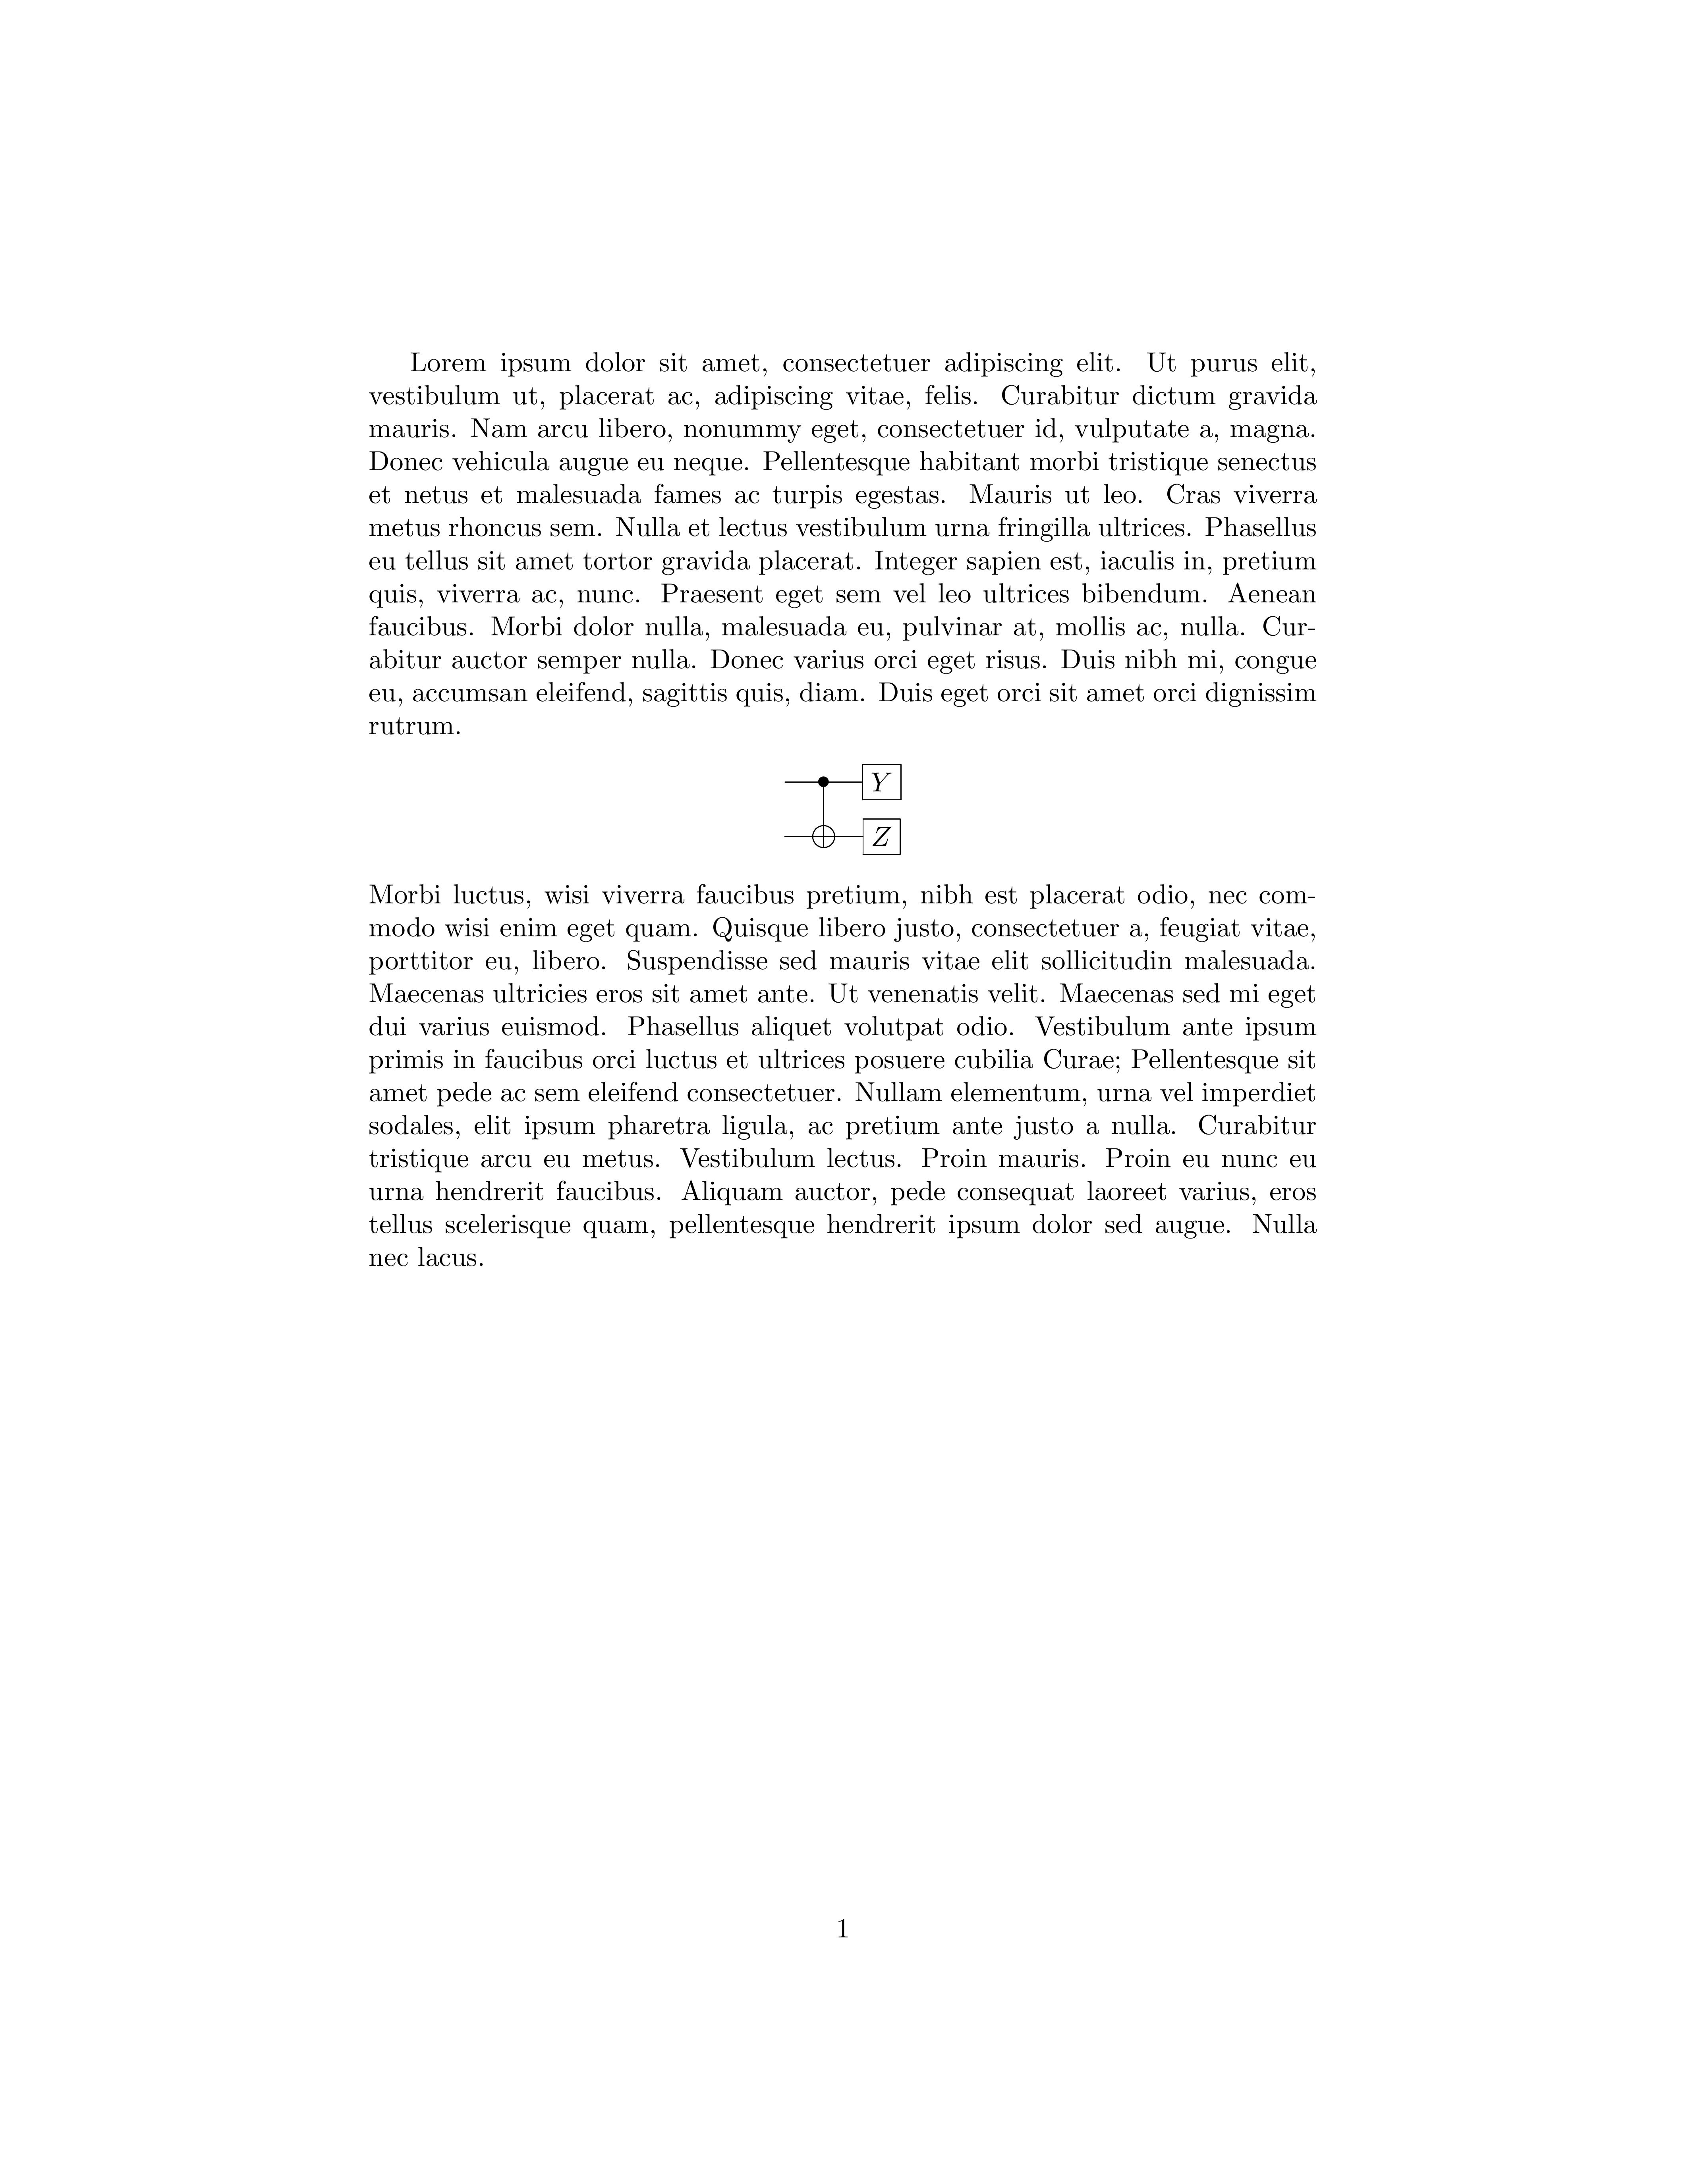 Lorem ipsum dolor sit amet, consectetuer adipiscing elit. Ut purus elit,
vestibulum ut, placerat ac, adipiscing vitae, felis. Curabitur dictum gravida
mauris. Nam arcu libero, nonummy eget, consectetuer id, vulputate a, magna.
Donec vehicula augue eu neque. Pellentesque habitant morbi tristique senectus
et netus et malesuada fames ac turpis egestas. Mauris ut leo. Cras viverra
metus rhoncus sem. Nulla et lectus vestibulum urna fringilla ultrices. Phasellus
eu tellus sit amet tortor gravida placerat. Integer sapien est, iaculis in, pretium
quis, viverra ac, nunc. Praesent eget sem vel leo ultrices bibendum. Aenean
faucibus. Morbi dolor nulla, malesuada eu, pulvinar at, mollis ac, nulla. Cur-
abitur auctor semper nulla. Donec varius orci eget risus. Duis nibh mi, congue
eu, accumsan eleifend, sagittis quis, diam. Duis eget orci sit amet orci dignissim
rutrum.
Y
Z
Morbi luctus, wisi viverra faucibus pretium, nibh est placerat odio, nec com-
modo wisi enim eget quam. Quisque libero justo, consectetuer a, feugiat vitae,
porttitor eu, libero. Suspendisse sed mauris vitae elit sollicitudin malesuada.
Maecenas ultricies eros sit amet ante. Ut venenatis velit. Maecenas sed mi eget
dui varius euismod. Phasellus aliquet volutpat odio. Vestibulum ante ipsum
primis in faucibus orci luctus et ultrices posuere cubilia Curae; Pellentesque sit
amet pede ac sem eleifend consectetuer. Nullam elementum, urna vel imperdiet
sodales, elit ipsum pharetra ligula, ac pretium ante justo a nulla. Curabitur
tristique arcu eu metus. Vestibulum lectus. Proin mauris. Proin eu nunc eu
urna hendrerit faucibus. Aliquam auctor, pede consequat laoreet varius, eros
tellus scelerisque quam, pellentesque hendrerit ipsum dolor sed augue. Nulla
nec lacus.
1